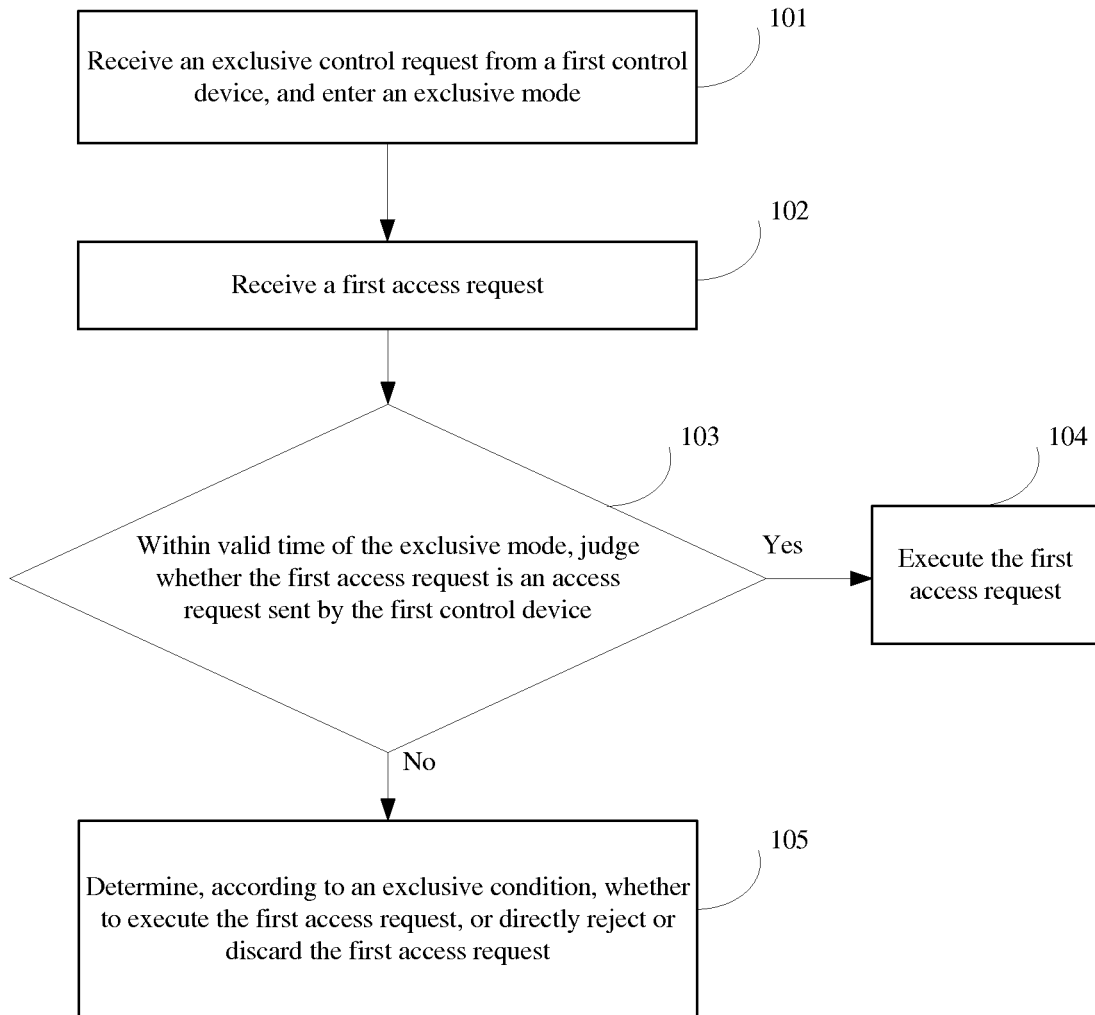 101
Receive an exclusive control request from a first control
device, and enter an exclusive mode
102
Receive a first access request
103
104
Within valid time of the exclusive mode, judge
whether the first access request is an access
request sent by the first control device
Yes
Execute the first
access request
No
105
Determine, according to an exclusive condition, whether
to execute the first access request, or directly reject or
discard the first access request